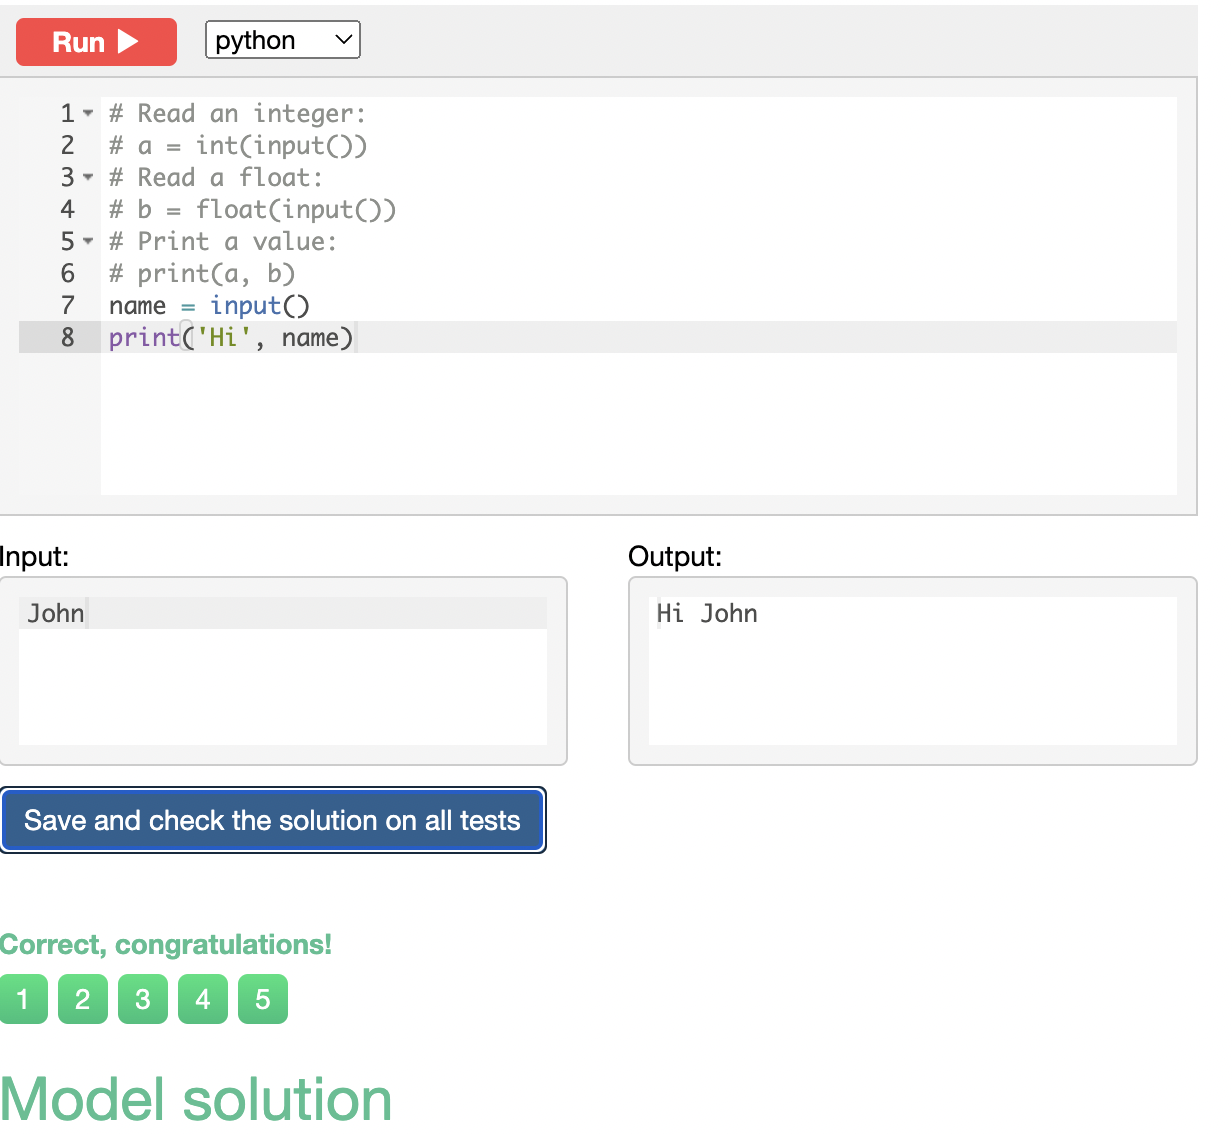 Run
python
1 # Read an integer:
2 # a = int(input())
3 # Read a float:
4 # b = float(input())
5 # Print a value:
6 # print(a, b)
7 name = input()
8 print('Hi', name)
Input:
Output:
John
Hi John
Save and check the solution on all tests
Correct, congratulations!
1 2 3 4 5
Model solution